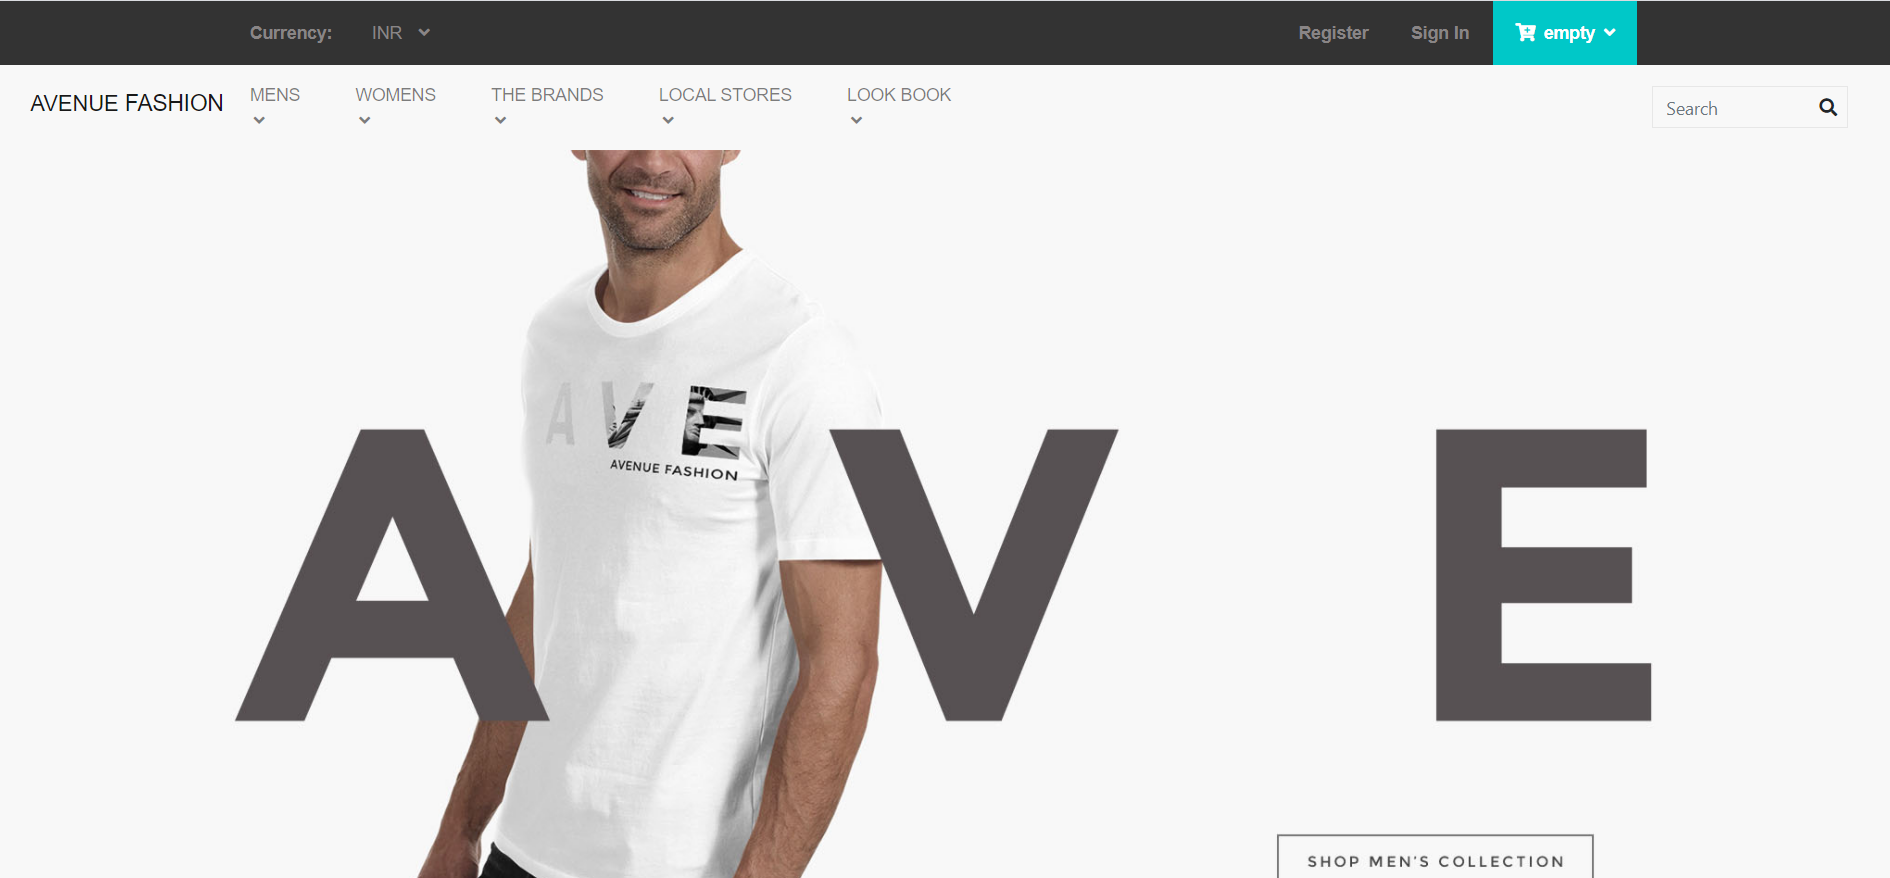 Currency: INR Register Sign In empty
AVENUE FASHION MENS WOMENS THE BRANDS LOCAL STORES LOOK BOOK Search
AVE
AVENUE FASHION
A V E
SHOP MEN'S COLLECTION